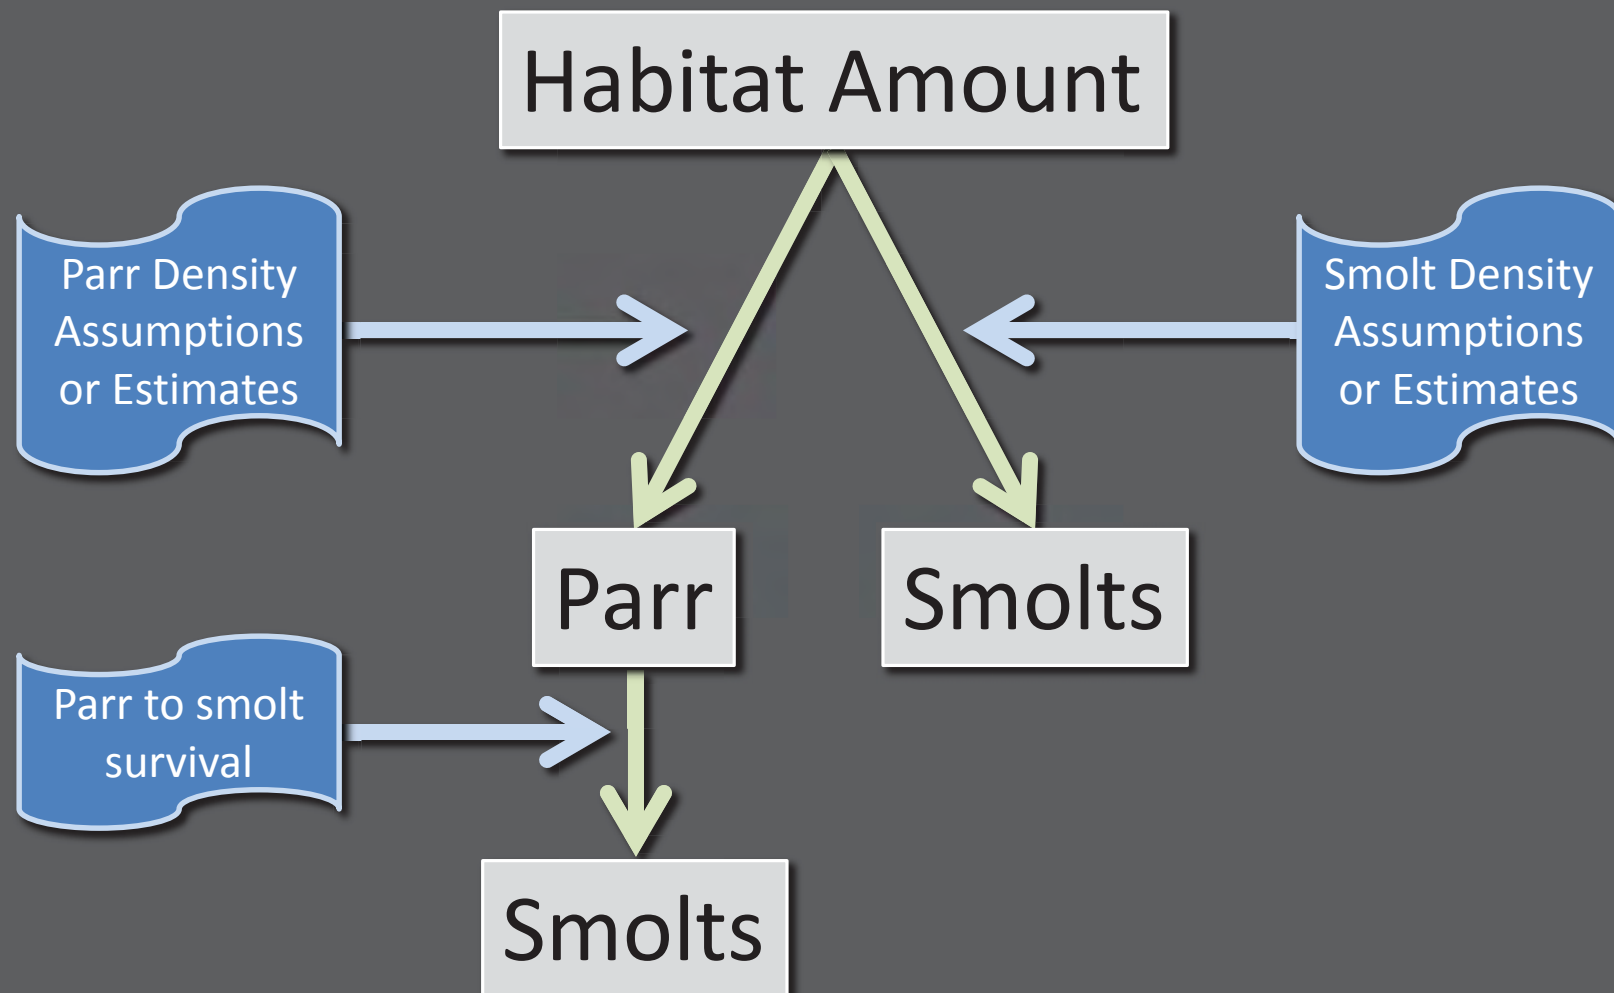 Habitat Amount
Parr Density
Assumptions
or Estimates
Smolt Density
Assumptions
or Estimates
Parr
Smolts
Parr to smolt
survival
Smolts